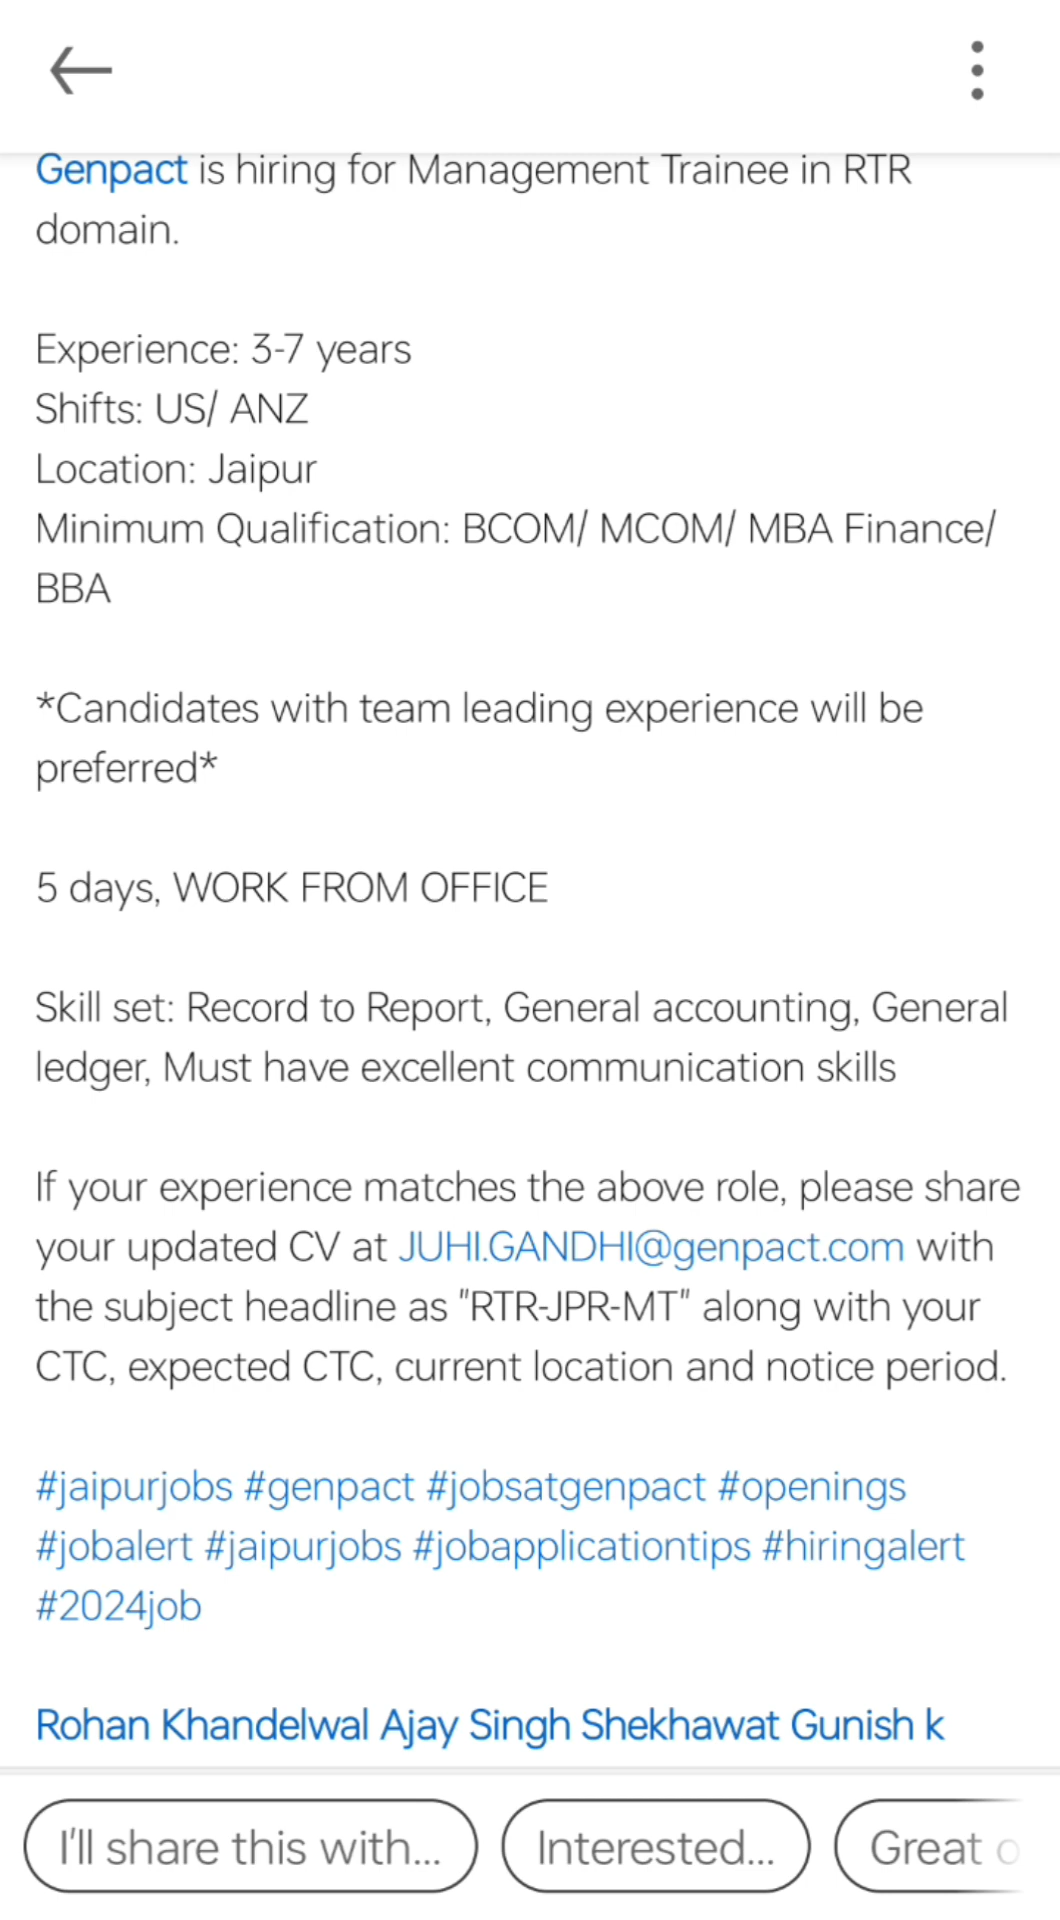 Genpact is hiring for Management Trainee in RTR
domain.
Experience: 3-7 years
Shifts: US/ ANZ
Location: Jaipur
Minimum Qualification: BCOM/ MCOM/ MBA Finance/
BBA
*Candidates with team leading experience will be
preferred*
5 days, WORK FROM OFFICE
Skill set: Record to Report, General accounting, General
ledger, Must have excellent communication skills
If your experience matches the above role, please share
your updated CV at JUHI.GANDHI@genpact.com with
the subject headline as "RTR-JPR-MT" along with your
CTC, expected CTC, current location and notice period.
#jaipurjobs #genpact #jobsatgenpact #openings
#jobalert #jaipurjobs #jobapplicationtips #hiringalert
#2024job
Rohan Khandelwal Ajay Singh Shekhawat Gunish k
I'll share this with... Interested... Great